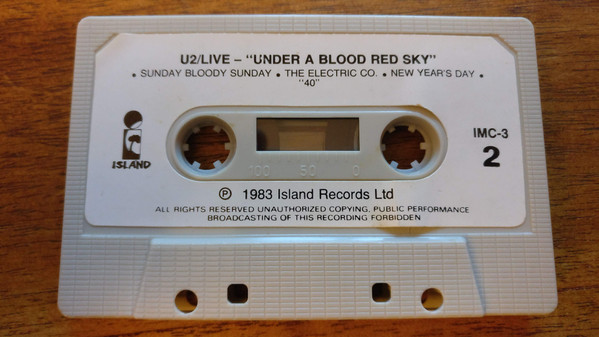 U2/LIVE – "UNDER A BLOOD RED SKY"
• SUNDAY BLOODY SUNDAY • THE ELECTRIC CO. • NEW YEAR'S DAY •
"40"
ISLAND
IMC-3
2
100 50 0
℗ 1983 Island Records Ltd
ALL RIGHTS RESERVED UNAUTHORIZED COPYING, PUBLIC PERFORMANCE
BROADCASTING OF THIS RECORDING FORBIDDEN